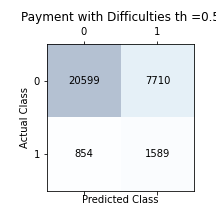 Payment with Difficulties th =0.5
0 1
Actual Class
0 20599 7710
1 854 1589
Predicted Class